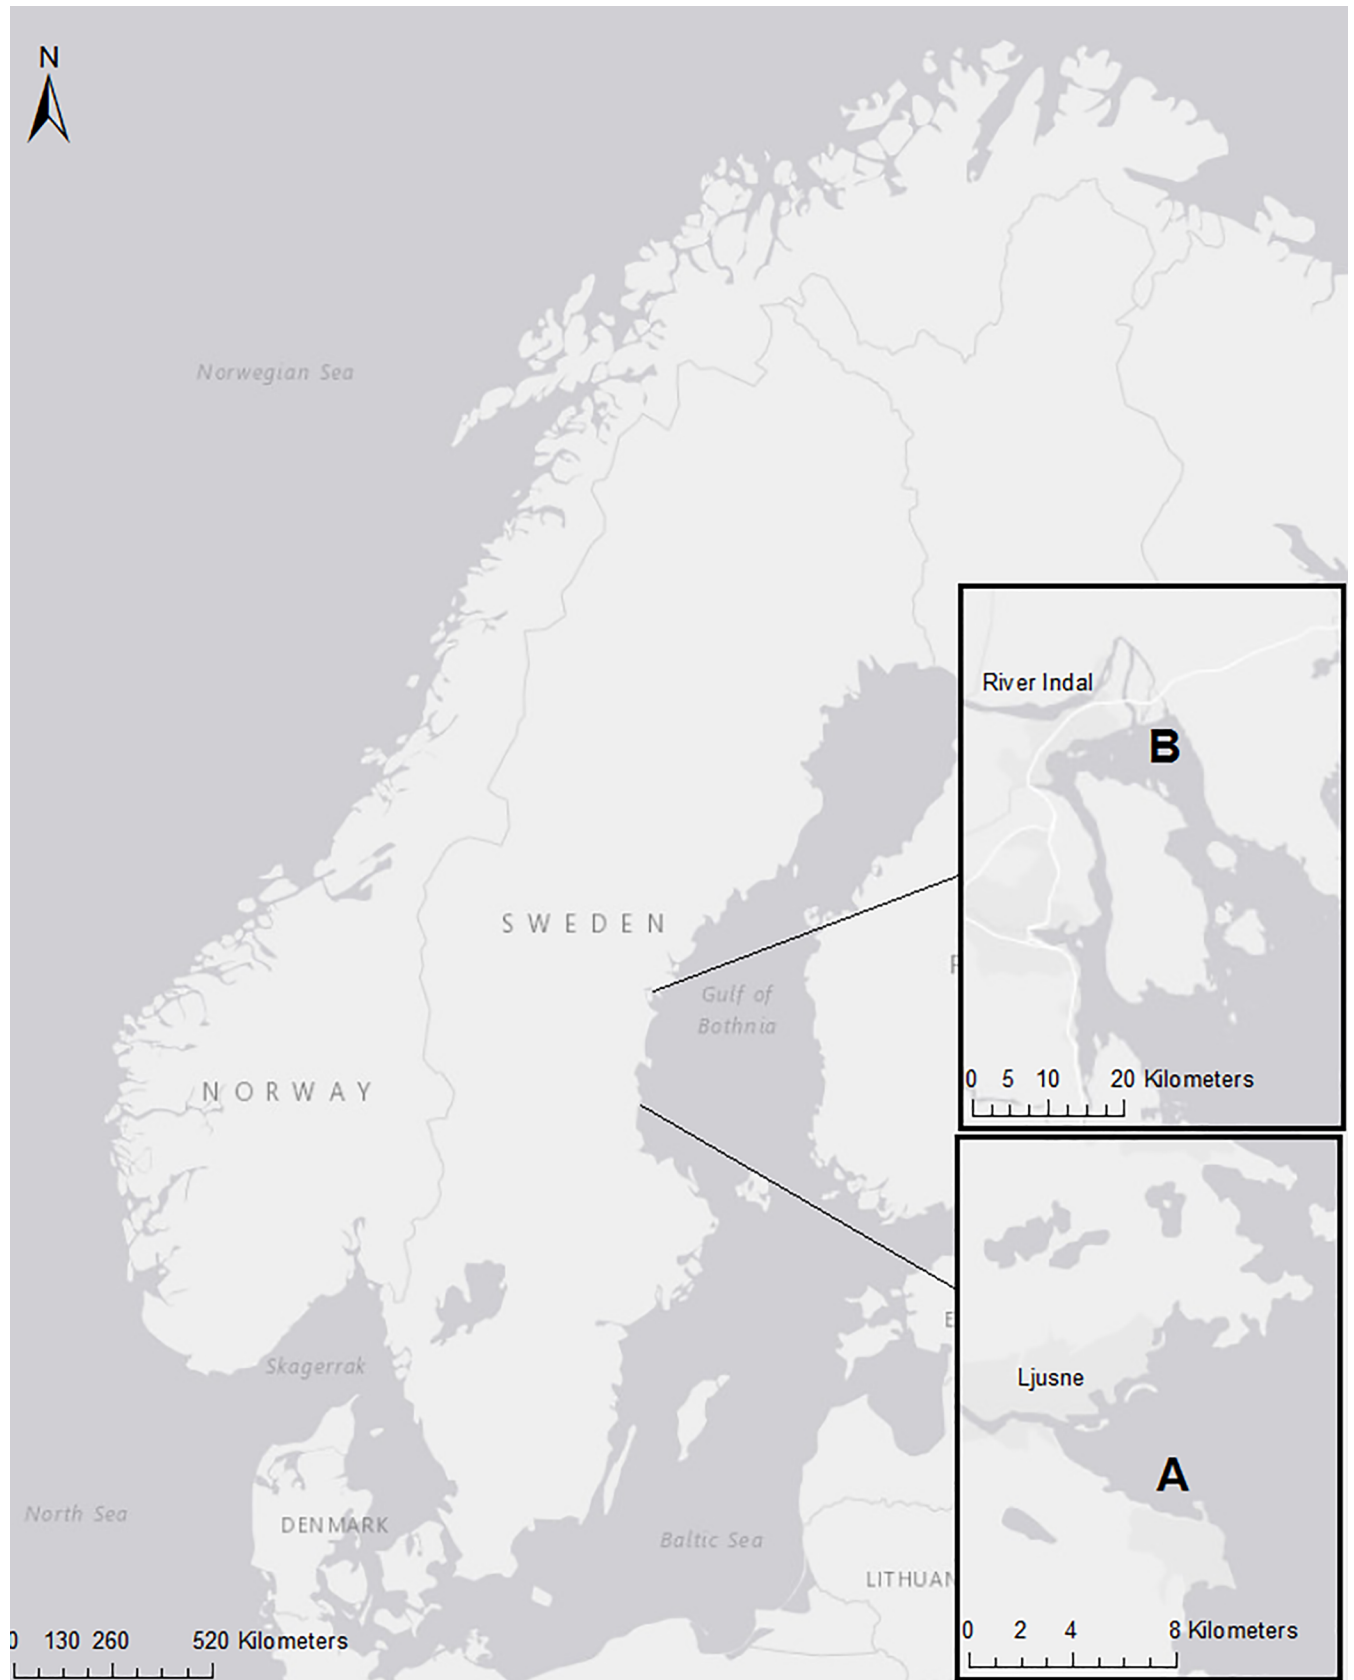 N
Norwegian Sea
River Indal
B
SWEDEN
F
Gulf of
Bothnia
0 5 10 20 Kilometers
NORWAY
E
Skagerrak
Ljusne
A
North Sea
DENMARK
Baltic Sea
LITHUAN
0 130 260 520 Kilometers
0 2 4 8 Kilometers